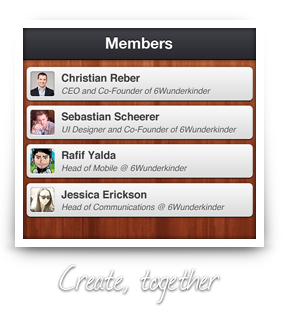 Members
Christian Reber
CEO and Co-Founder of 6Wunderkinder
Sebastian Scheerer
UI Designer and Co-Founder of 6Wunderkinder
Rafif Yalda
Head of Mobile @ 6Wunderkinder
Jessica Erickson
Head of Communications @ 6Wunderkinder
Create, together